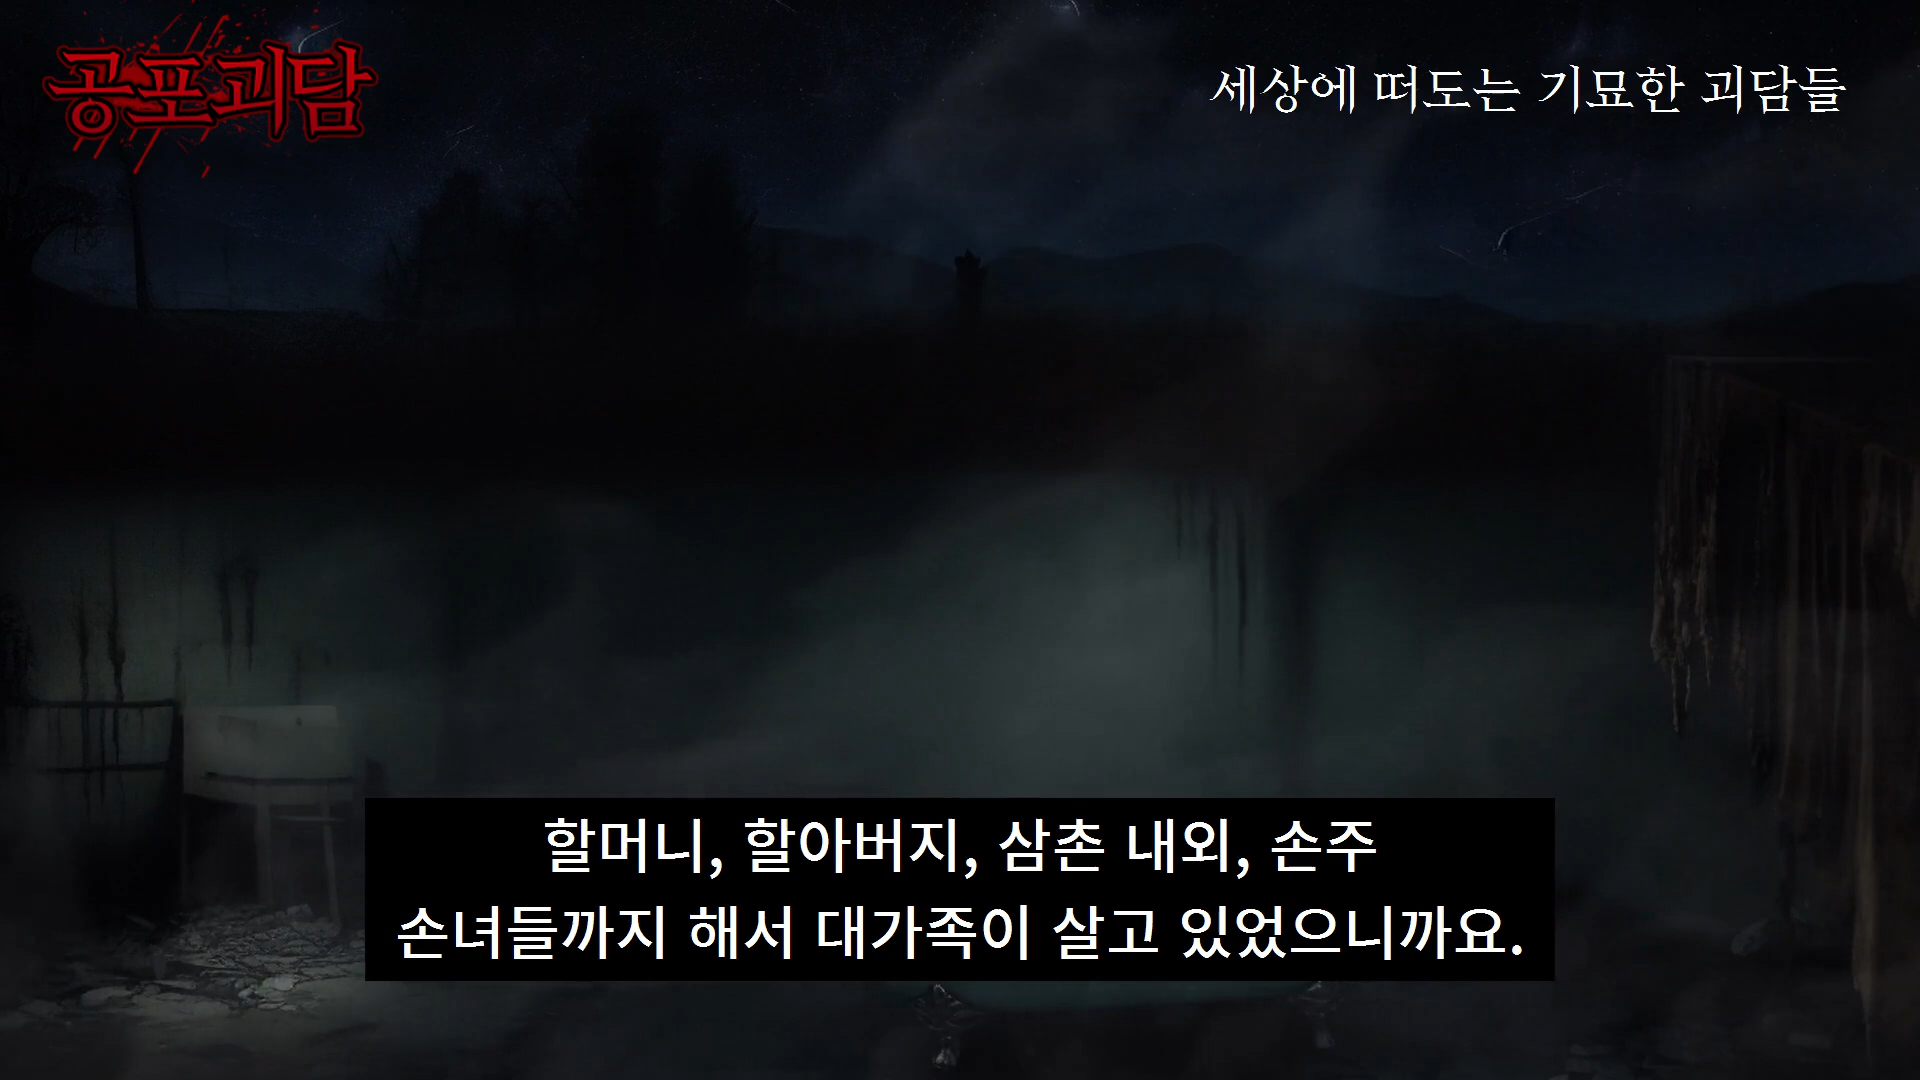 공포괴담
세상에 떠도는 기묘한 괴담들
할머니, 할아버지, 삼촌 내외, 손주
손녀들까지 해서 대가족이 살고 있었으니까요.